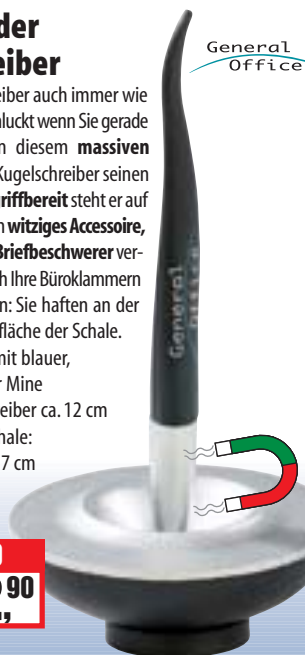 der
eiber
General
Office
eiber auch immer wie
luckt wenn Sie gerade
n diesem massiven
Kugelschreiber seinen
griffbereit steht er auf
n witziges Accessoire,
Briefbeschwerer ver-
h Ihre Büroklammern
n: Sie haften an der
fläche der Schale.
mit blauer,
r Mine
eiber ca. 12 cm
hale:
7 cm
General
90